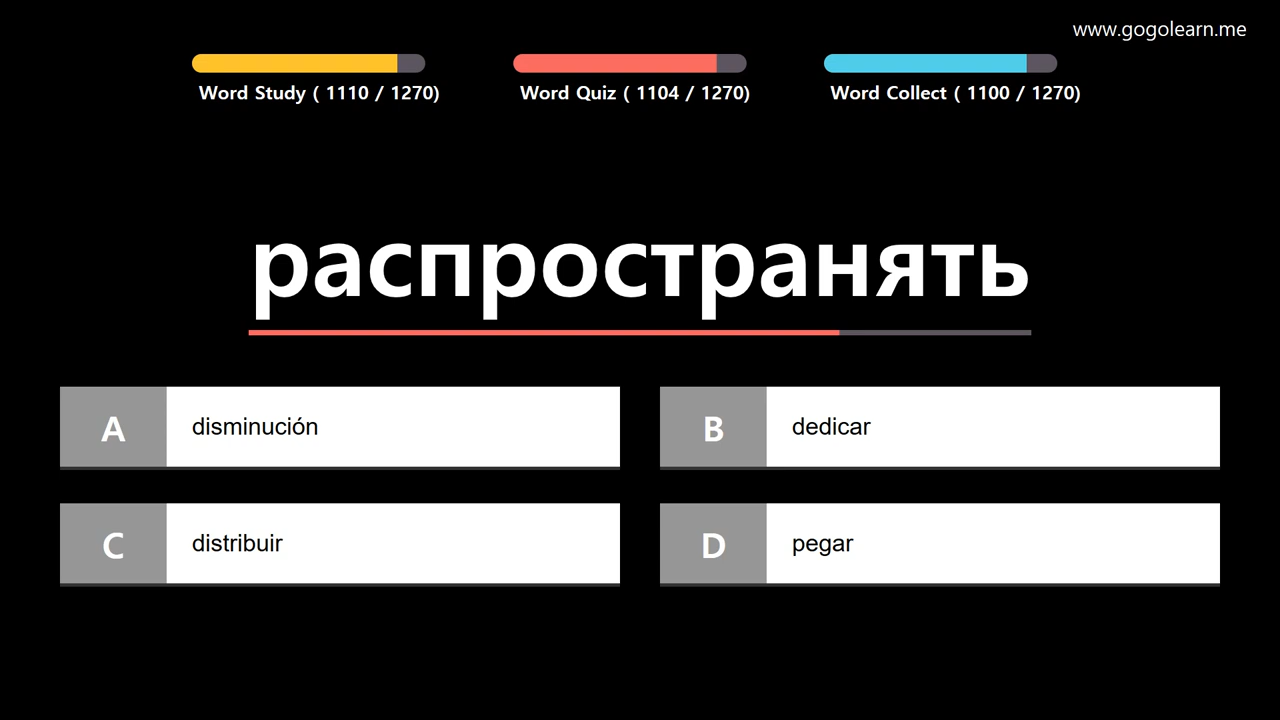 www.gogolearn.me
Word Study ( 1110 / 1270)
Word Quiz ( 1104 / 1270)
Word Collect ( 1100 / 1270)
распространять
A disminución
B dedicar
C distribuir
D pegar